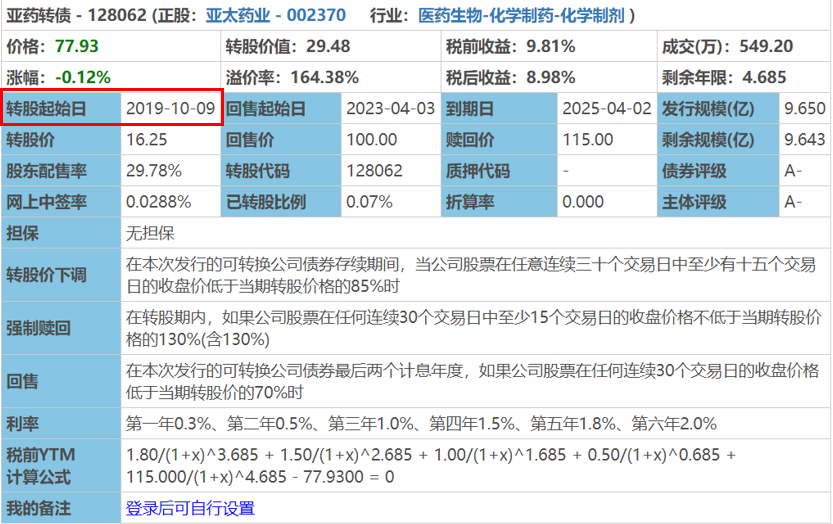 亚药转债 - 128062 (正股：亚太药业 - 002370 行业：医药生物-化学制药-化学制剂 )
价格：77.93 转股价值：29.48 税前收益：9.81% 成交(万)：549.20
涨幅：-0.12% 溢价率：164.38% 税后收益：8.98% 剩余年限：4.685
转股起始日 2019-10-09 回售起始日 2023-04-03 到期日 2025-04-02 发行规模(亿) 9.650
转股价 16.25 回售价 100.00 赎回价 115.00 剩余规模(亿) 9.643
股东配售率 29.78% 转股代码 128062 质押代码 - 债券评级 A-
网上中签率 0.0288% 已转股比例 0.07% 折算率 0.000 主体评级 A-
担保 无担保
转股价下调 在本次发行的可转换公司债券存续期间，当公司股票在任意连续三十个交易日中至少有十五个交易
日的收盘价低于当期转股价格的85%时
强制赎回 在转股期内，如果公司股票在任何连续30个交易日中至少15个交易日的收盘价格不低于当期转股价
格的130%(含130%)
回售 在本次发行的可转换公司债券最后两个计息年度，如果公司股票在任何连续30个交易日的收盘价格
低于当期转股价的70%时
利率 第一年0.3%、第二年0.5%、第三年1.0%、第四年1.5%、第五年1.8%、第六年2.0%
税前YTM 1.80/(1+x)^3.685 + 1.50/(1+x)^2.685 + 1.00/(1+x)^1.685 + 0.50/(1+x)^0.685 +
计算公式 115.000/(1+x)^4.685 - 77.9300 = 0
我的备注 登录后可自行设置